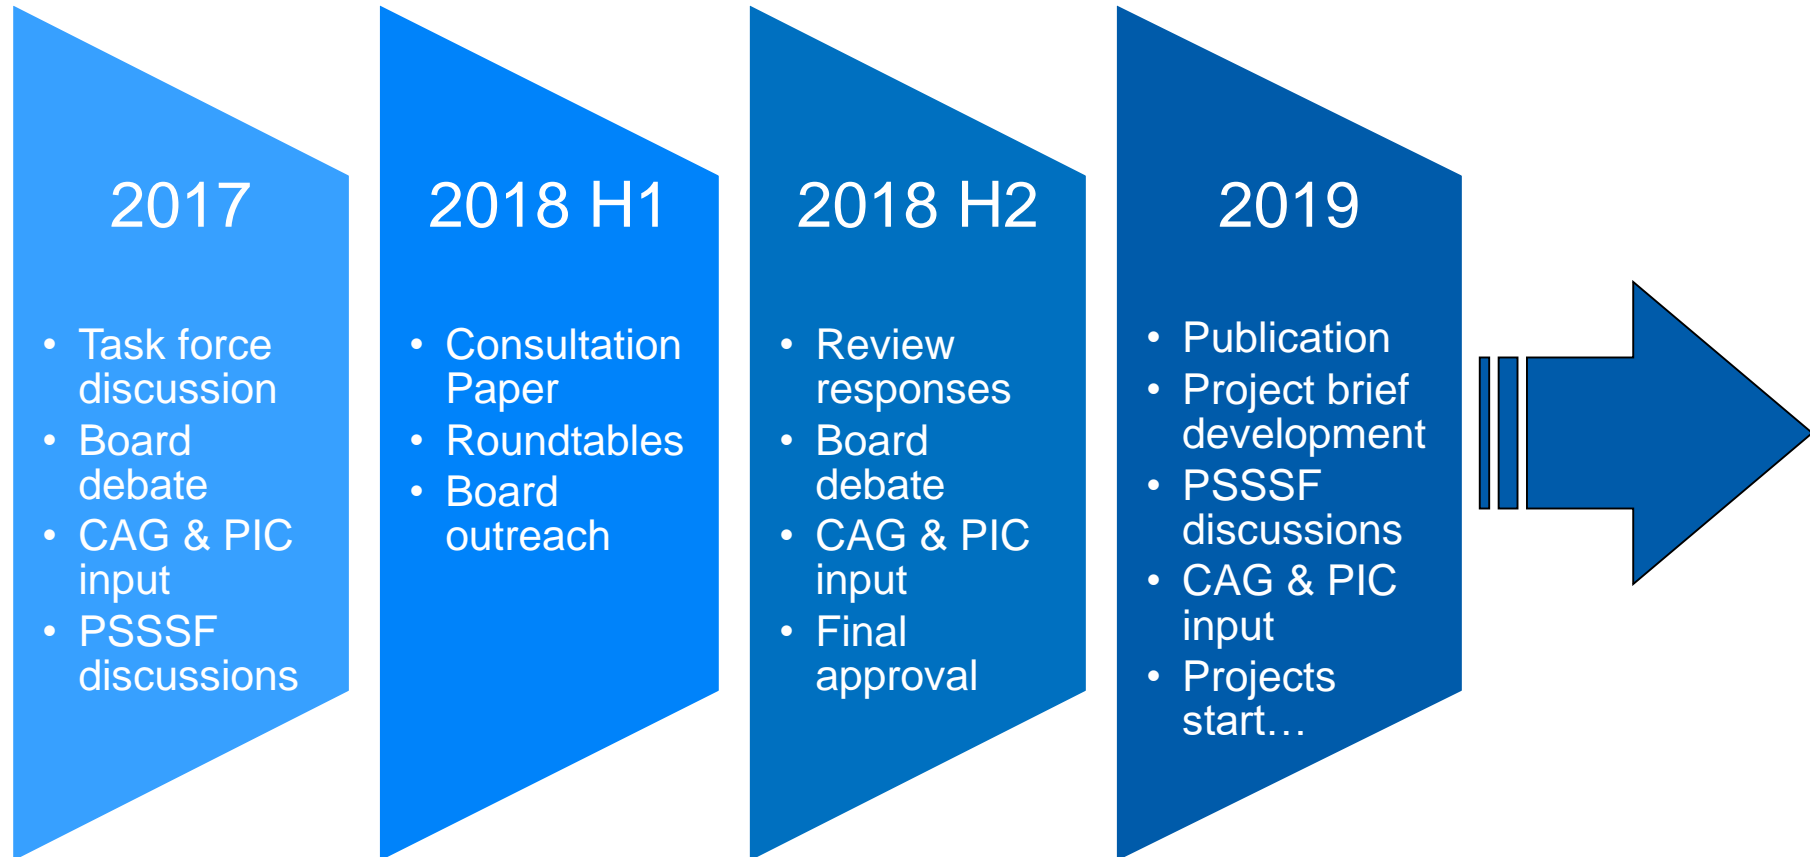 2017
• Task force
discussion
• Board
debate
• CAG & PIC
input
• PSSSF
discussions
2018 H1
• Consultation
Paper
• Roundtables
• Board
outreach
2018 H2
• Review
responses
• Board
debate
• CAG & PIC
input
• Final
approval
2019
• Publication
• Project brief
development
• PSSSF
discussions
• CAG & PIC
input
• Projects
start…